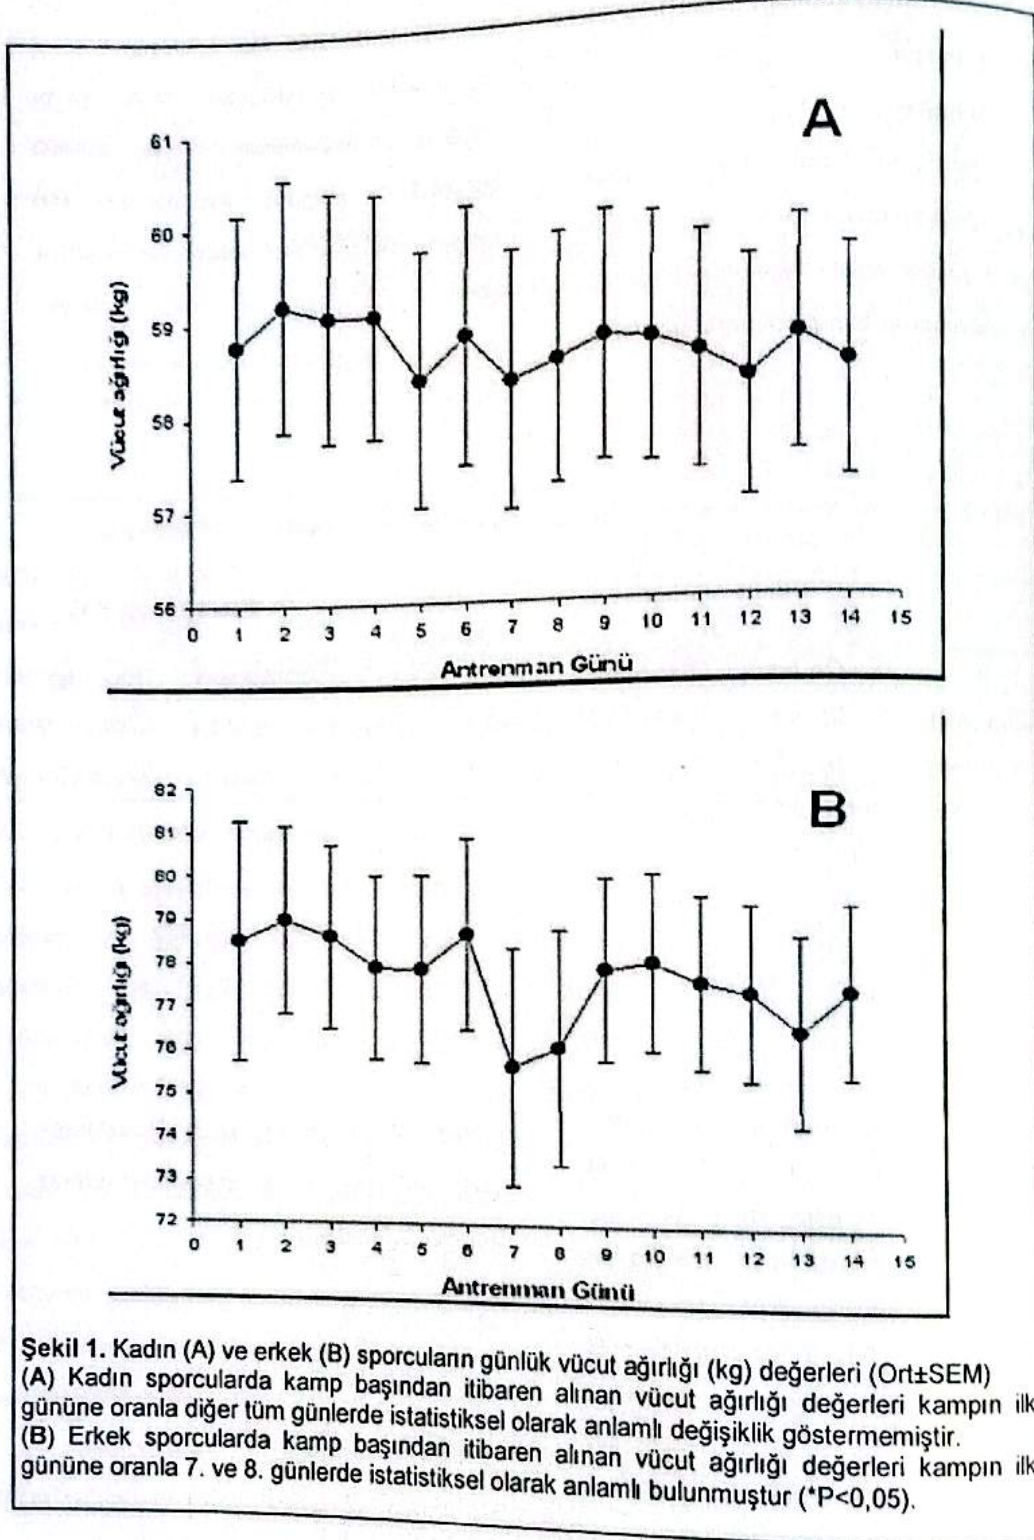 A
61
60
59
58
57
56
Vücut ağırlığı (kg)
0 1 2 3 4 5 6 7 8 9 10 11 12 13 14 15
Antrenman Günü
B
82
81
80
79
78
77
76
75
74
73
72
Vücut ağırlığı (kg)
0 1 2 3 4 5 6 7 8 9 10 11 12 13 14 15
Antrenman Günü
Şekil 1. Kadın (A) ve erkek (B) sporcuların günlük vücut ağırlığı (kg) değerleri (Ort±SEM)
(A) Kadın sporcularda kamp başından itibaren alınan vücut ağırlığı değerleri kampın ilk
gününe oranla diğer tüm günlerde istatistiksel olarak anlamlı değişiklik göstermemiştir.
(B) Erkek sporcularda kamp başından itibaren alınan vücut ağırlığı değerleri kampın ilk
gününe oranla 7. ve 8. günlerde istatistiksel olarak anlamlı bulunmuştur (*P<0,05).